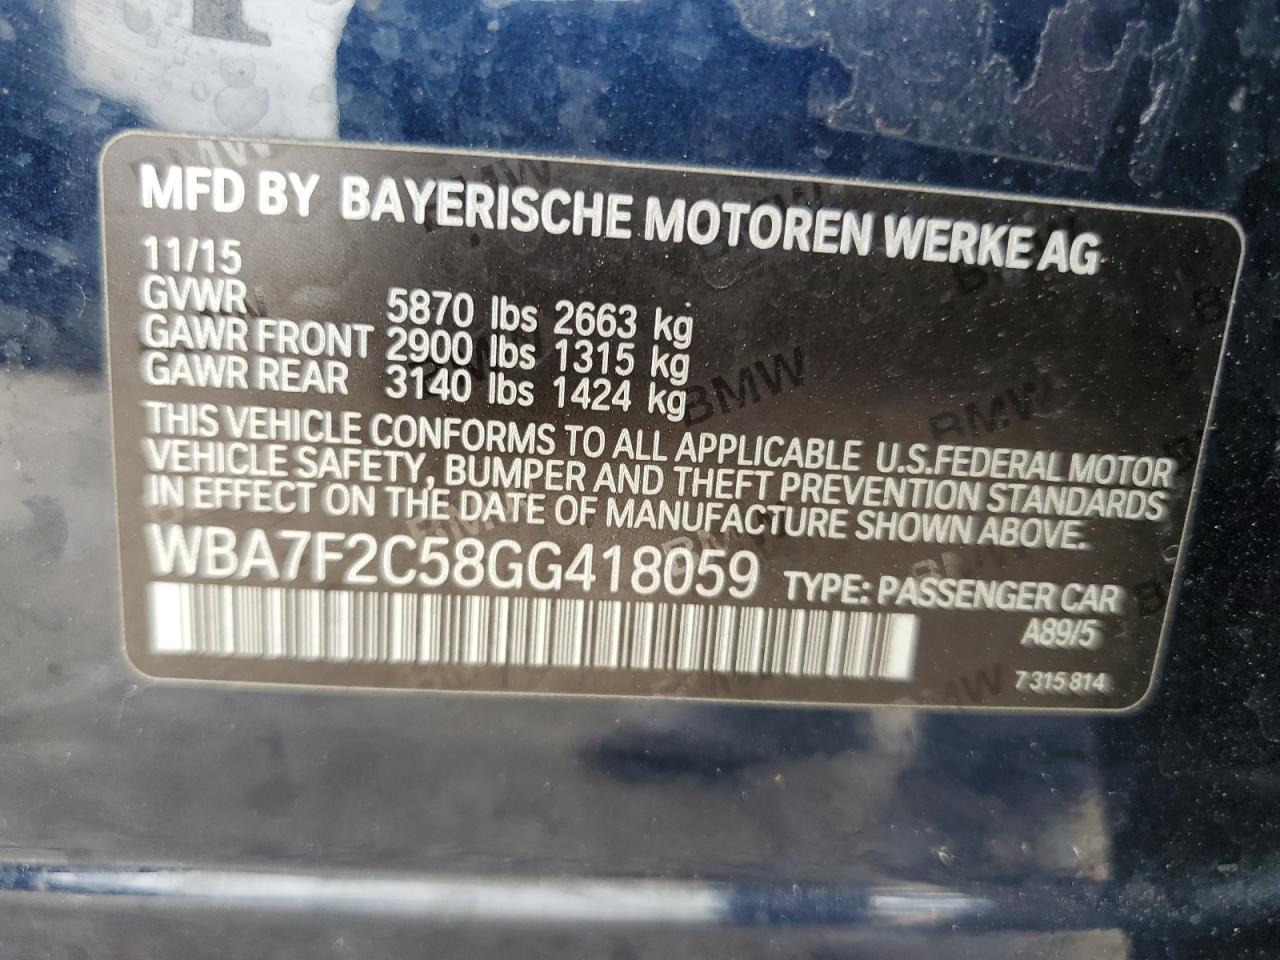 MFD BY BAYERISCHE MOTOREN WERKE AG
11/15
GVWR 5870 lbs 2663 kg
GAWR FRONT 2900 lbs 1315 kg
GAWR REAR 3140 lbs 1424 kg
THIS VEHICLE CONFORMS TO ALL APPLICABLE U.S.FEDERAL MOTOR
VEHICLE SAFETY, BUMPER AND THEFT PREVENTION STANDARDS
IN EFFECT ON THE DATE OF MANUFACTURE SHOWN ABOVE.
WBA7F2C58GG418059 TYPE: PASSENGER CAR
A89/5
7 315 814